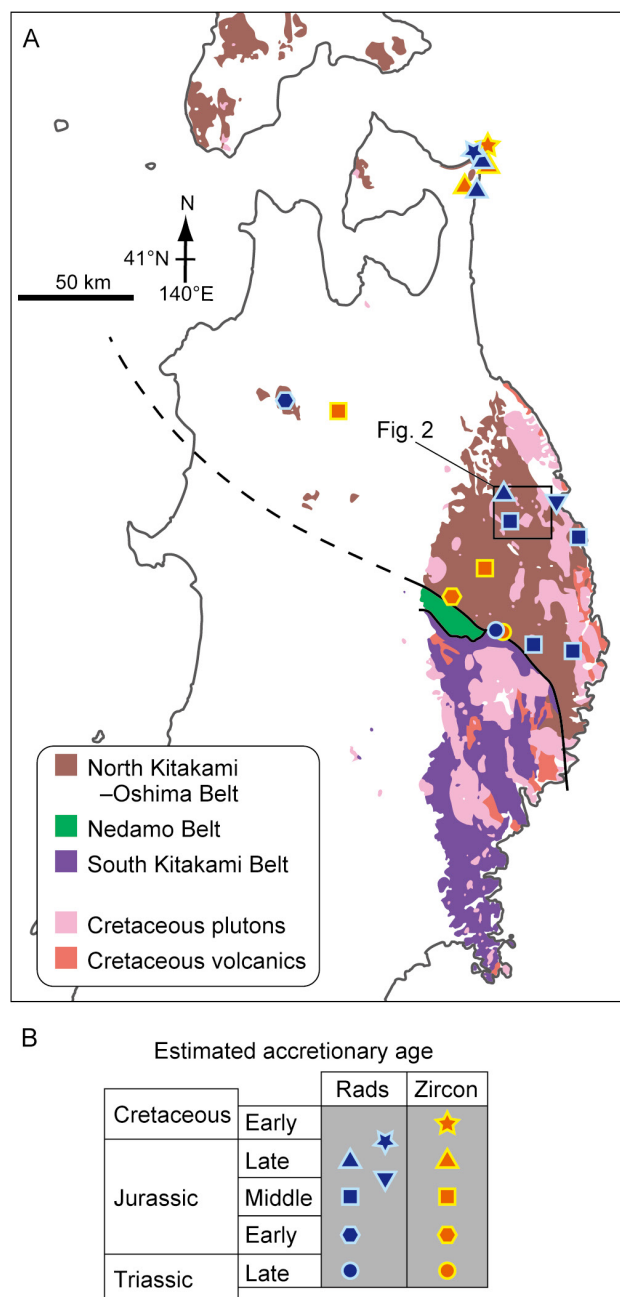 A
N
41°N
140°E
50 km
Fig. 2
North Kitakami
–Oshima Belt
Nedamo Belt
South Kitakami Belt
Cretaceous plutons
Cretaceous volcanics
B
Estimated accretionary age
Rads Zircon
Cretaceous Early
Jurassic Late
Middle
Early
Triassic Late